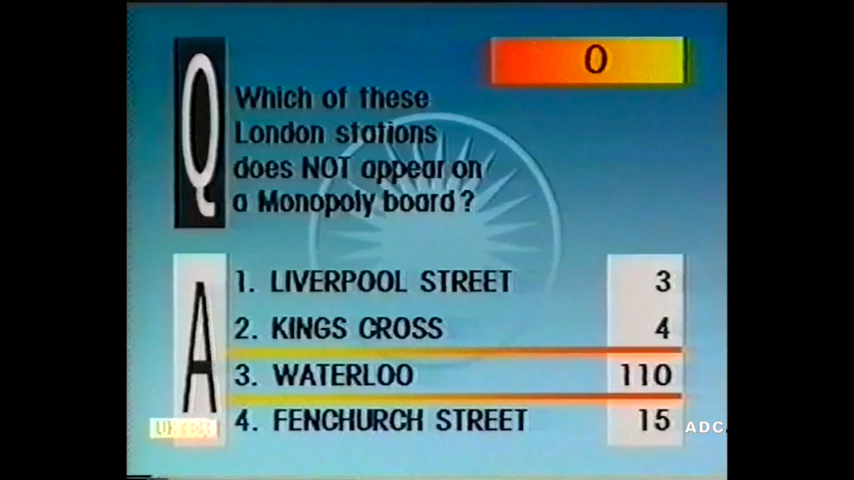 Q
0
Which of these
London stations
does NOT appear on
a Monopoly board ?
A
1. LIVERPOOL STREET 3
2. KINGS CROSS 4
3. WATERLOO 110
4. FENCHURCH STREET 15
ADC